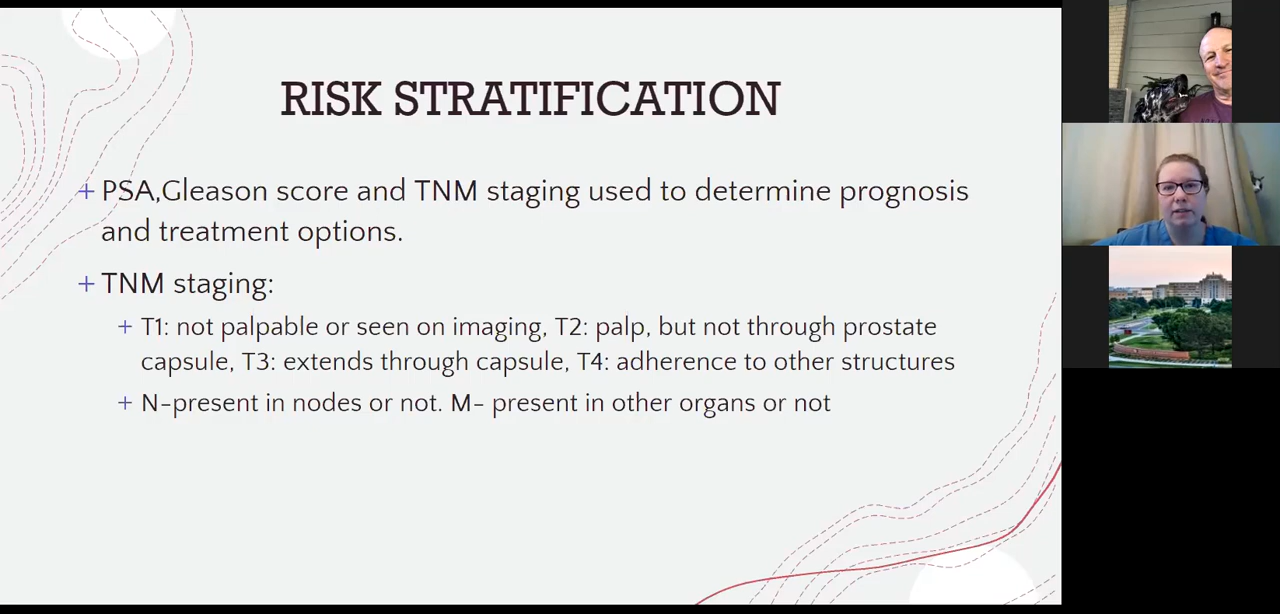 RISK STRATIFICATION
+ PSA,Gleason score and TNM staging used to determine prognosis
and treatment options.
+ TNM staging:
+ T1: not palpable or seen on imaging, T2: palp, but not through prostate
capsule, T3: extends through capsule, T4: adherence to other structures
+ N-present in nodes or not. M- present in other organs or not